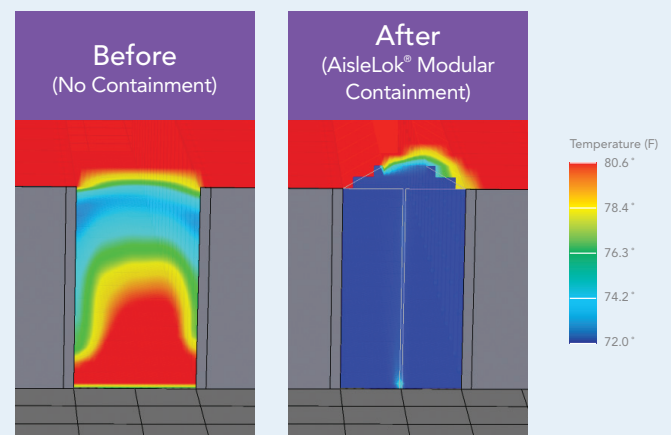 Before
(No Containment)
After
(AisleLok® Modular
Containment)
Temperature (F)
80.6°
78.4°
76.3°
74.2°
72.0°